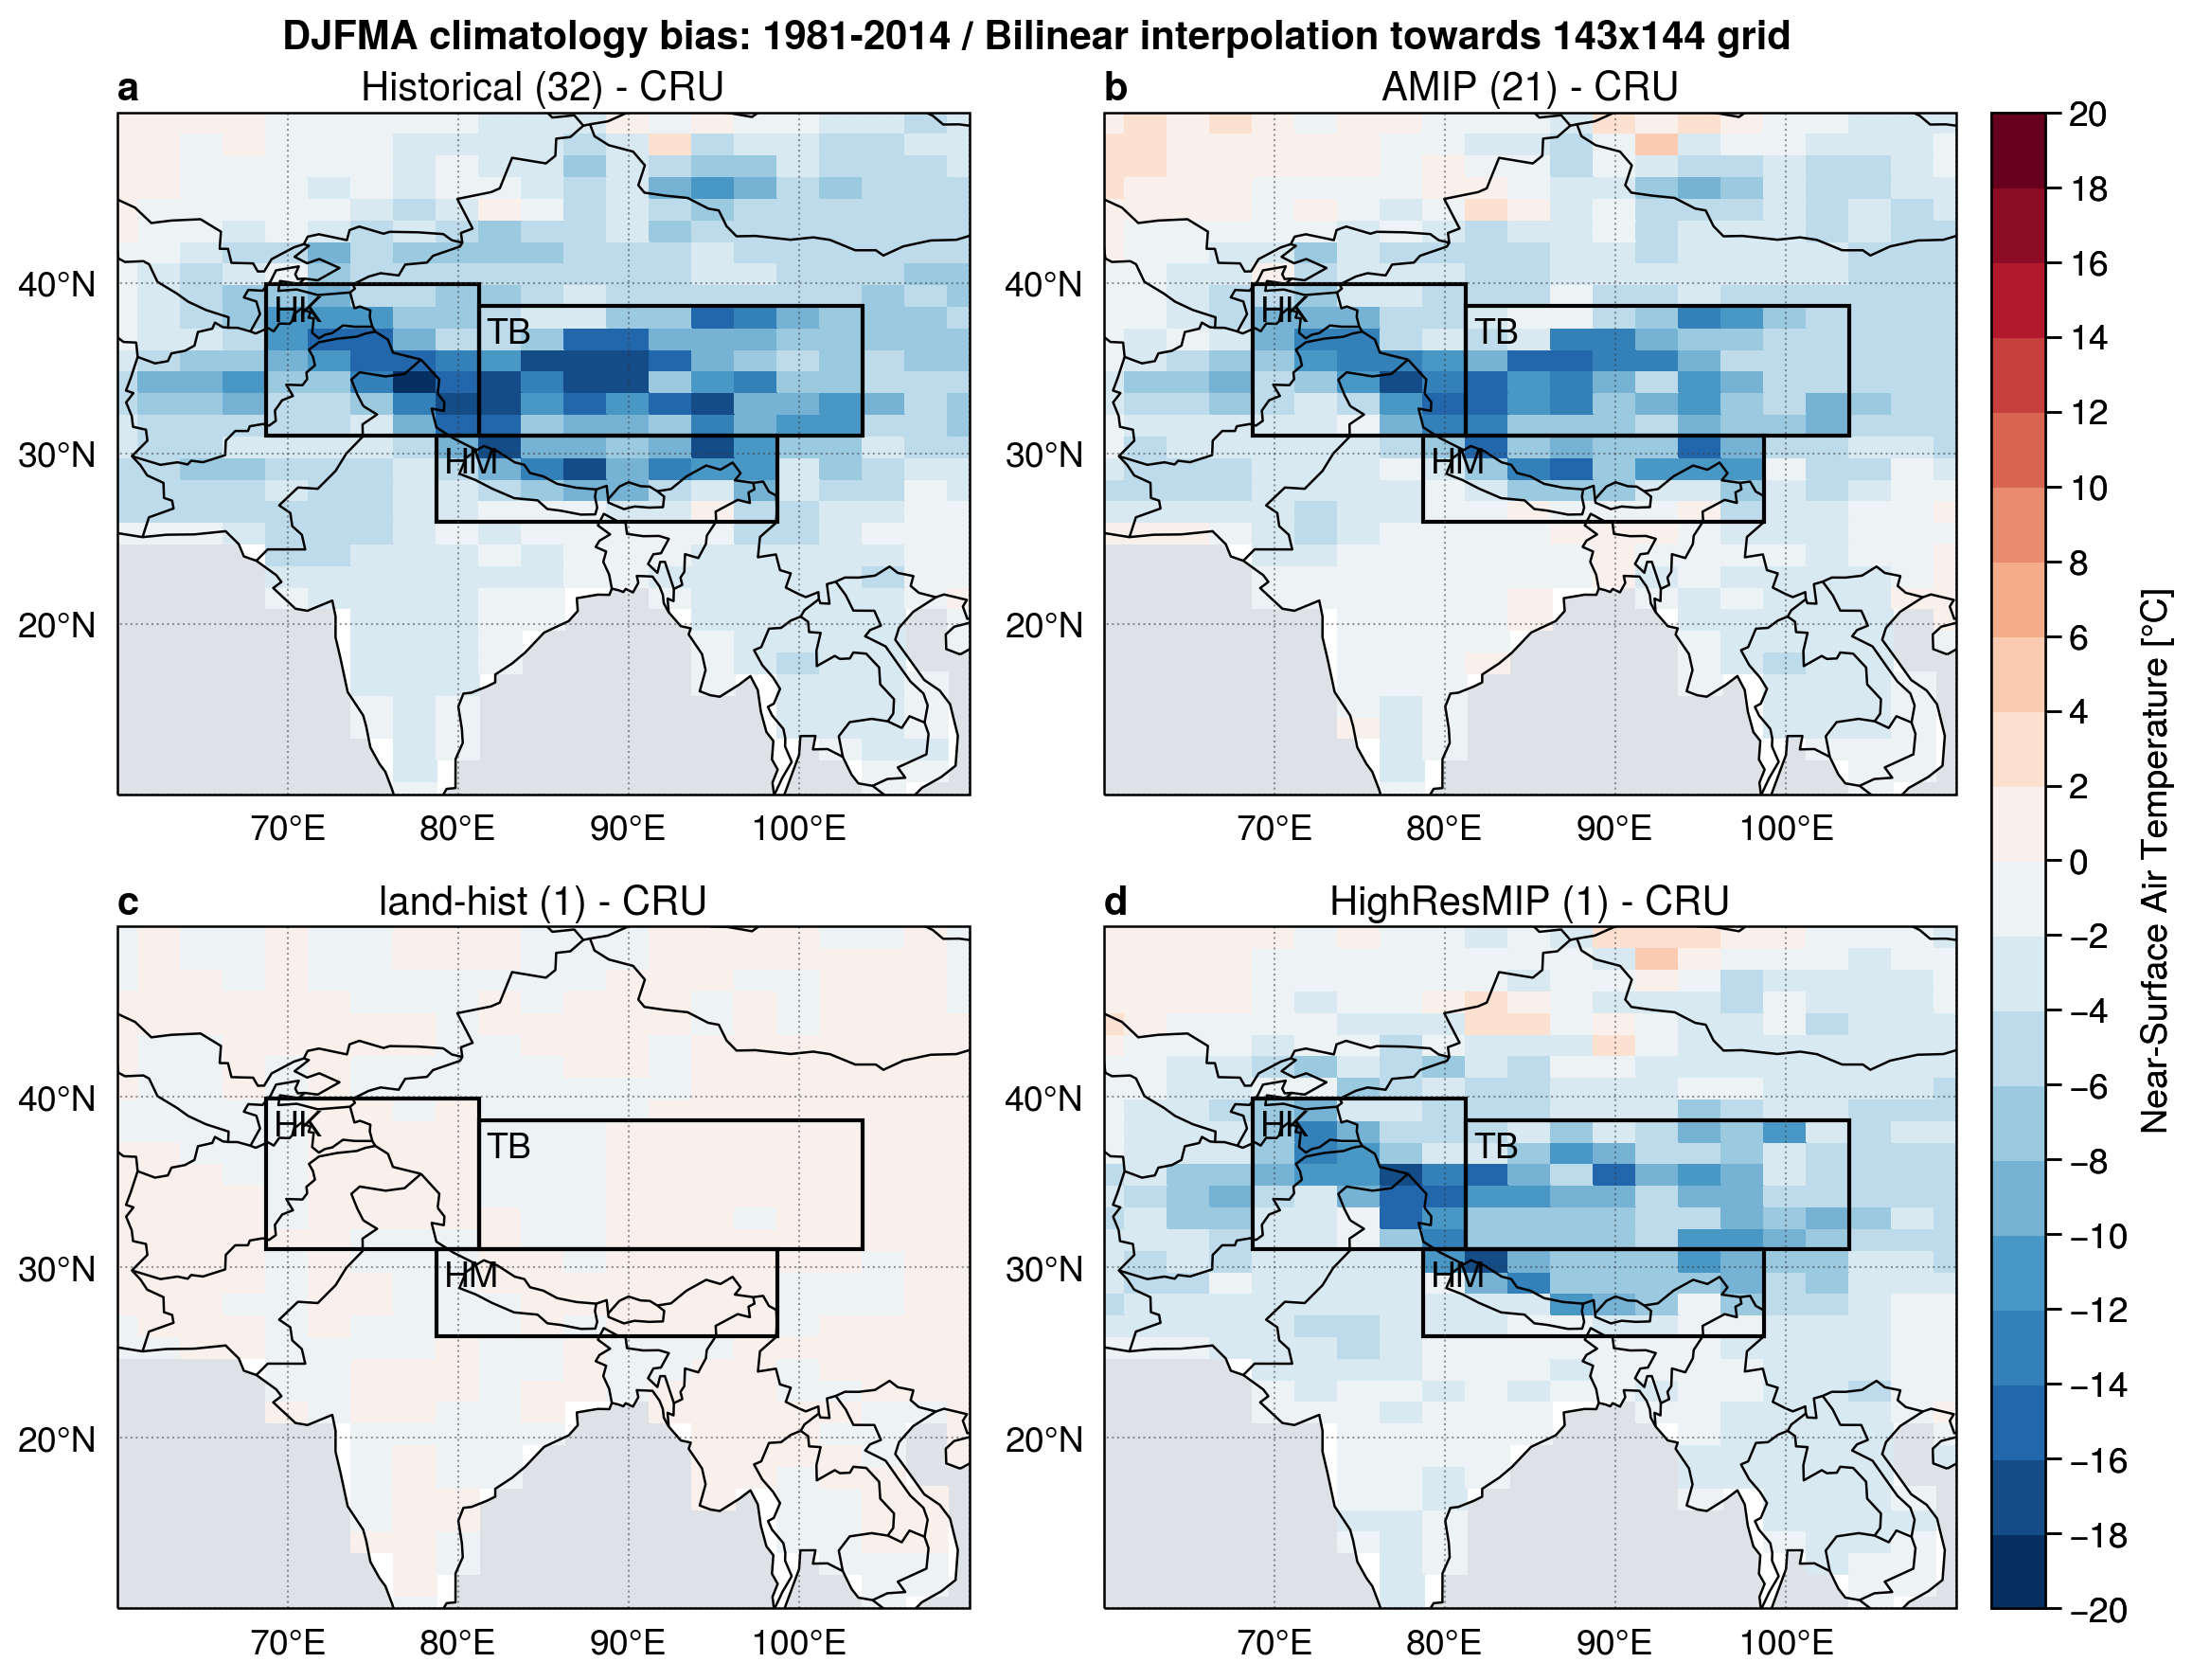 DJFMA climatology bias: 1981-2014 / Bilinear interpolation towards 143x144 grid
a
Historical (32) - CRU
40°N
30°N
20°N
HK
TB
HM
70°E
80°E
90°E
100°E
b
AMIP (21) - CRU
40°N
30°N
20°N
HK
TB
HM
70°E
80°E
90°E
100°E
c
land-hist (1) - CRU
40°N
30°N
20°N
HK
TB
HM
70°E
80°E
90°E
100°E
d
HighResMIP (1) - CRU
40°N
30°N
20°N
HK
TB
HM
70°E
80°E
90°E
100°E
20
18
16
14
12
10
8
6
4
2
0
−2
−4
−6
−8
−10
−12
−14
−16
−18
−20
Near-Surface Air Temperature [°C]